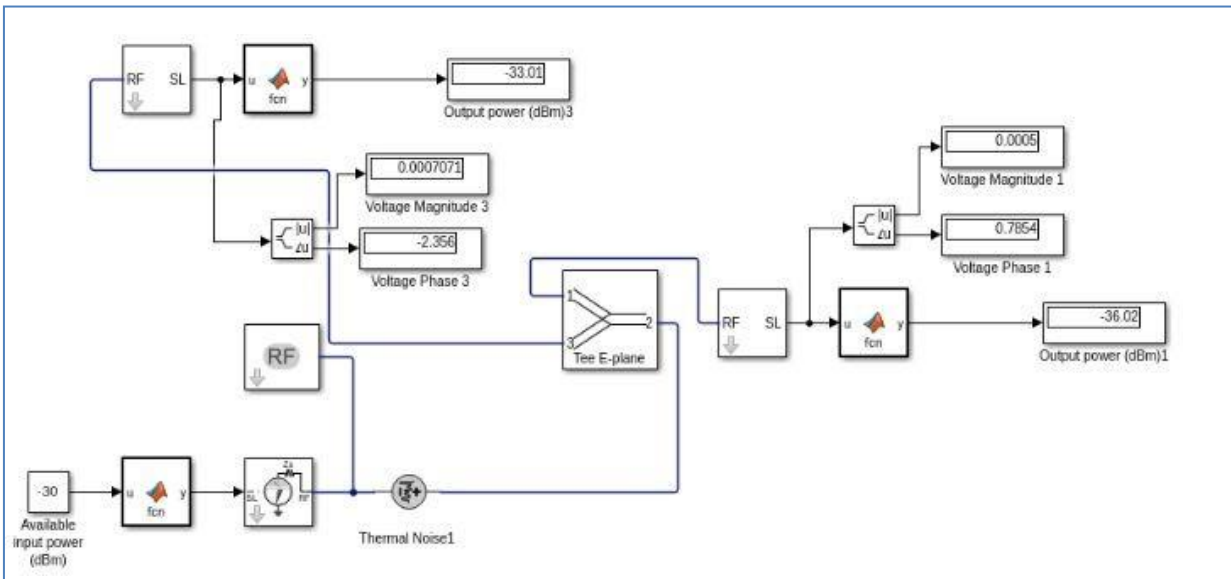 RF SL
u y
fcn
-33.01
Output power (dBm)3
0.0007071
Voltage Magnitude 3
|u|
∠u
-2.356
Voltage Phase 3
0.0005
Voltage Magnitude 1
|u|
∠u
0.7854
Voltage Phase 1
1
2
3
Tee E-plane
RF SL
u y
fcn
-36.02
Output power (dBm)1
RF
-30
Available
input power
(dBm)
u y
fcn
SL
RF
Thermal Noise1